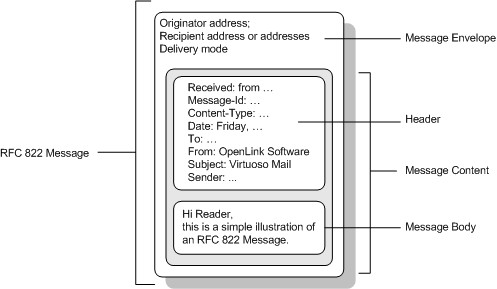 Originator address;
Recipient address or addresses
Delivery mode
Message Envelope
Received: from …
Message-Id: …
Content-Type: …
Date: Friday, …
To: …
From: OpenLink Software
Subject: Virtuoso Mail
Sender: ...
Header
RFC 822 Message
Message Content
Hi Reader,
this is a simple illustration of
an RFC 822 Message.
Message Body